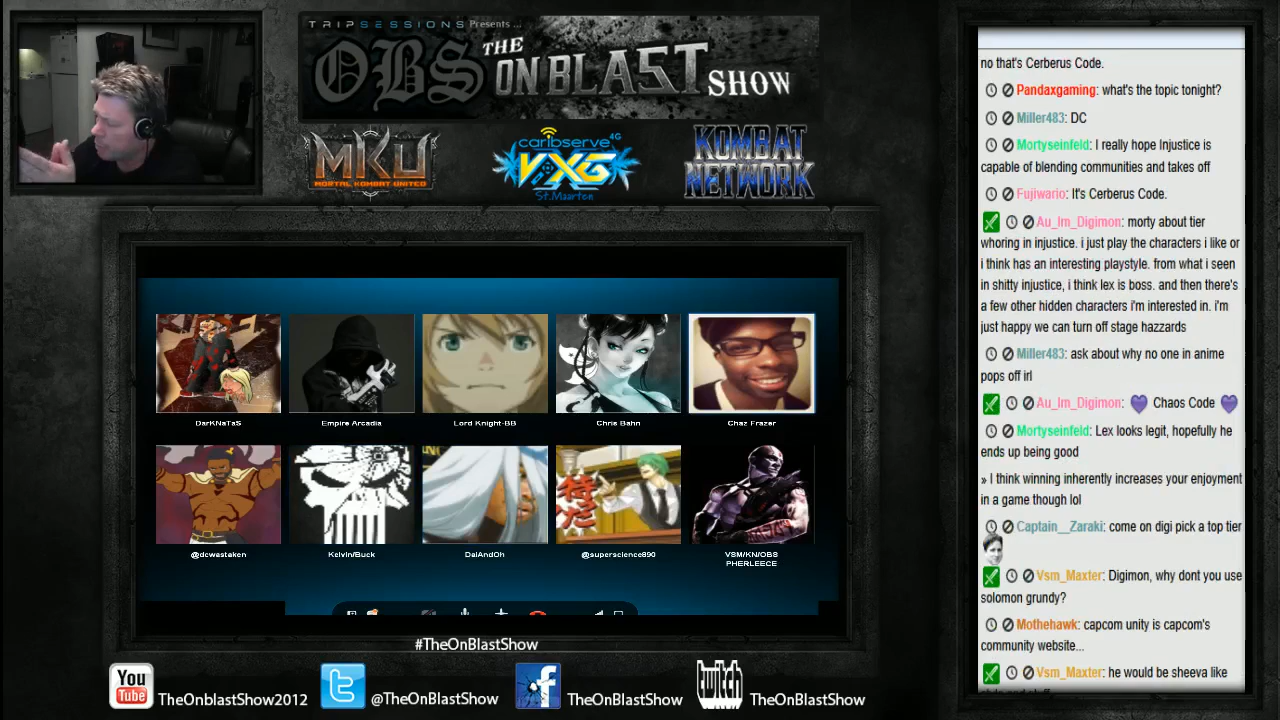 TRIPSESSIONS Presents ...
OBS THE ON BLAST SHOW
MKU
MORTAL KOMBAT UNITED
caribserve 4G
VXG
St.Maarten
KOMBAT
NETWORK
DarKNaTaS
Empire Arcadia
Lord Knight-BB
Chris Bahn
Chaz Frazer
@dcwastaken
Kelvin/Buck
DaiAndOh
@superscience890
VSM/KN/OBS
PHERLEECE
#TheOnBlastShow
You
Tube
TheOnblastShow2012
@TheOnBlastShow
TheOnBlastShow
twitch
TheOnBlastShow
no that's Cerberus Code.
Pandaxgaming: what's the topic tonight?
Miller483: DC
Mortyseinfeld: I really hope Injustice is
capable of blending communities and takes off
Fujiwario: It's Cerberus Code.
Au_Im_Digimon: morty about tier
whoring in injustice. i just play the characters i like or
i think has an interesting playstyle. from what i seen
in shitty injustice, i think lex is boss. and then there's
a few other hidden characters i'm interested in. i'm
just happy we can turn off stage hazzards
Miller483: ask about why no one in anime
pops off irl
Au_Im_Digimon: 💜 Chaos Code 💜
Mortyseinfeld: Lex looks legit, hopefully he
ends up being good
» I think winning inherently increases your enjoyment
in a game though lol
Captain__Zaraki: come on digi pick a top tier
Vsm_Maxter: Digimon, why dont you use
solomon grundy?
Mothehawk: capcom unity is capcom's
community website...
Vsm_Maxter: he would be sheeva like